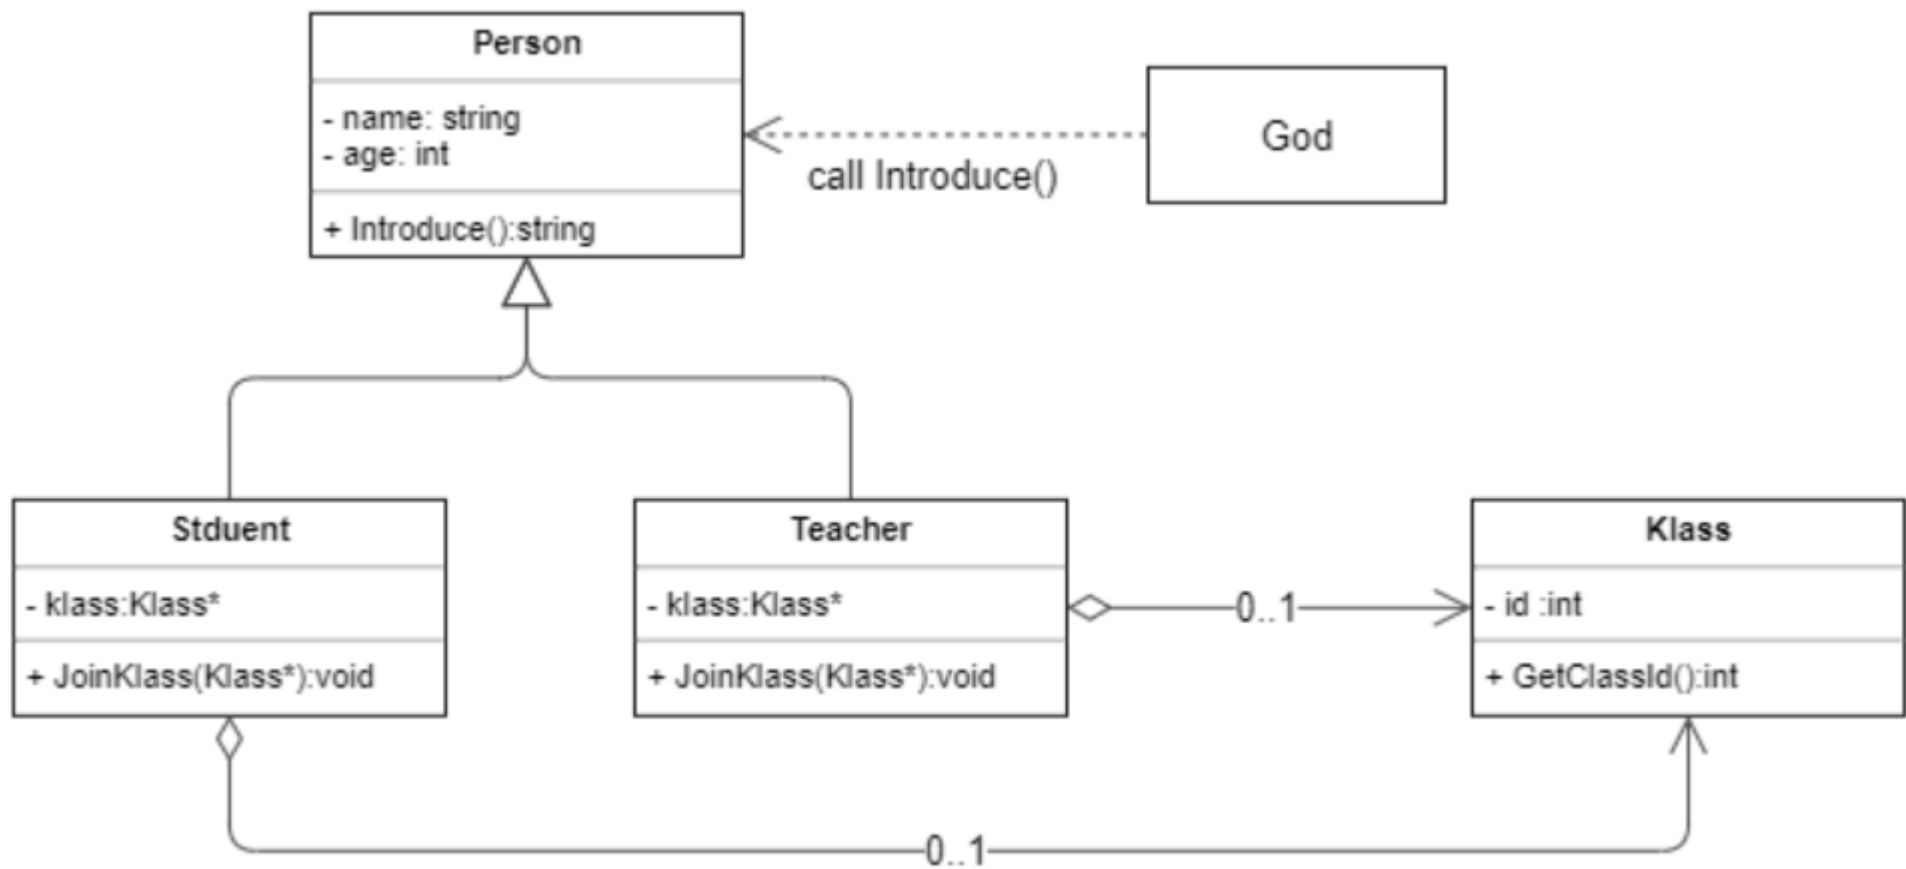 Person
- name: string
- age: int
+ Introduce():string
God
call Introduce()
Stduent
- klass:Klass*
+ JoinKlass(Klass*):void
Teacher
- klass:Klass*
+ JoinKlass(Klass*):void
0..1
Klass
- id :int
+ GetClassId():int
0..1